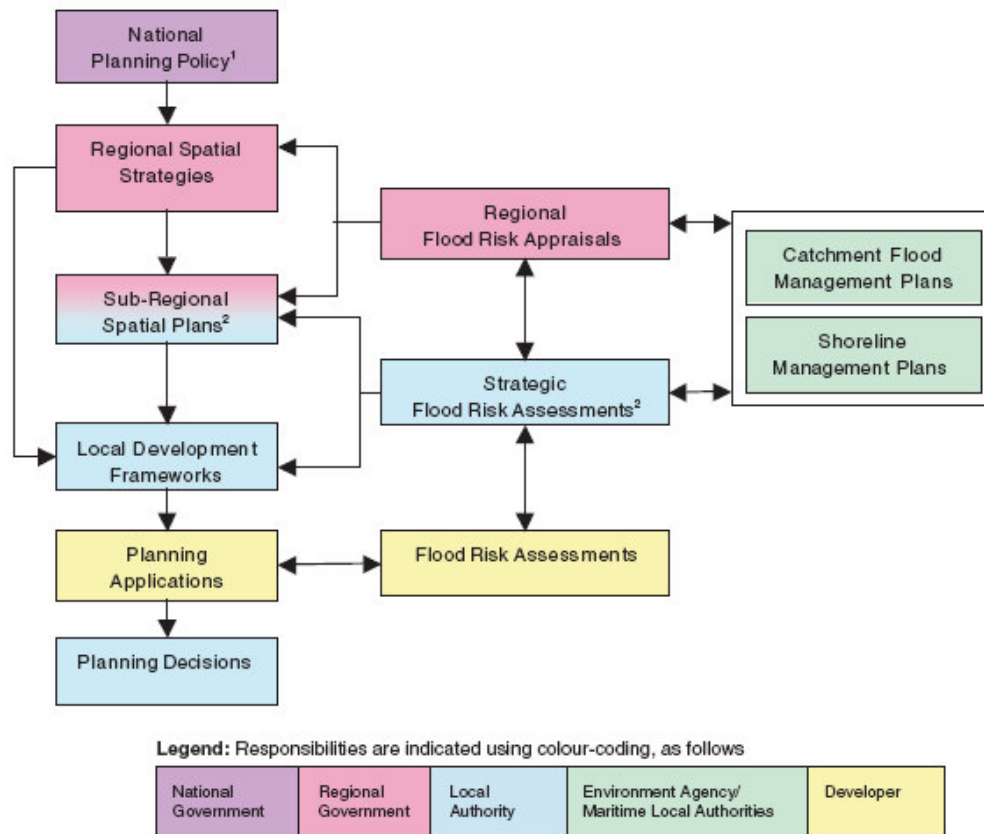 National
Planning Policy¹
Regional Spatial
Strategies
Regional
Flood Risk Appraisals
Catchment Flood
Management Plans
Sub-Regional
Spatial Plans²
Shoreline
Management Plans
Strategic
Flood Risk Assessments²
Local Development
Frameworks
Planning
Applications
Flood Risk Assessments
Planning Decisions
Legend: Responsibilities are indicated using colour-coding, as follows
National
Government
Regional
Government
Local
Authority
Environment Agency/
Maritime Local Authorities
Developer